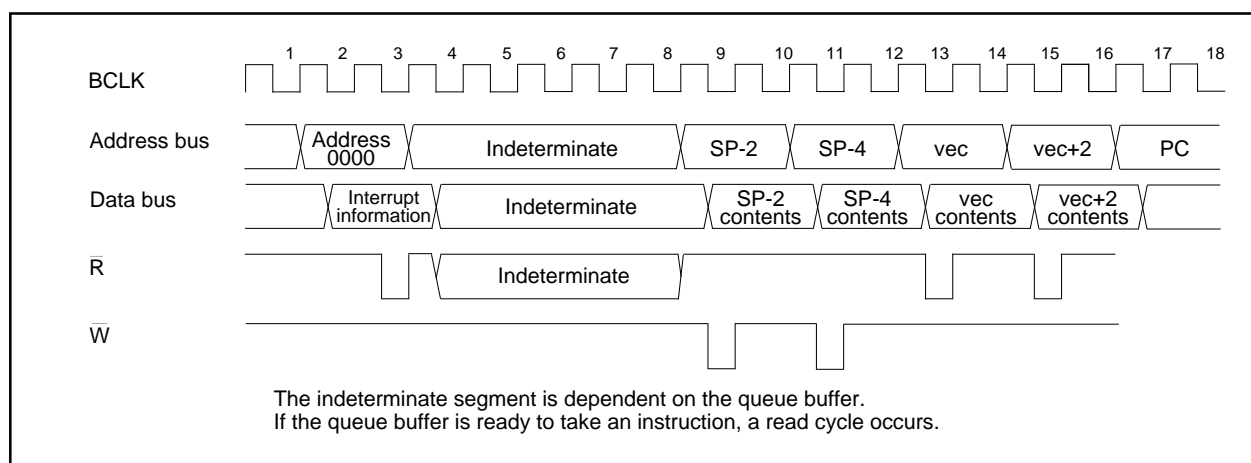 1 2 3 4 5 6 7 8 9 10 11 12 13 14 15 16 17 18
BCLK
Address bus
Address
0000
Indeterminate
SP-2
SP-4
vec
vec+2
PC
Data bus
Interrupt
information
Indeterminate
SP-2
contents
SP-4
contents
vec
contents
vec+2
contents
R̅
Indeterminate
W̅
The indeterminate segment is dependent on the queue buffer.
If the queue buffer is ready to take an instruction, a read cycle occurs.